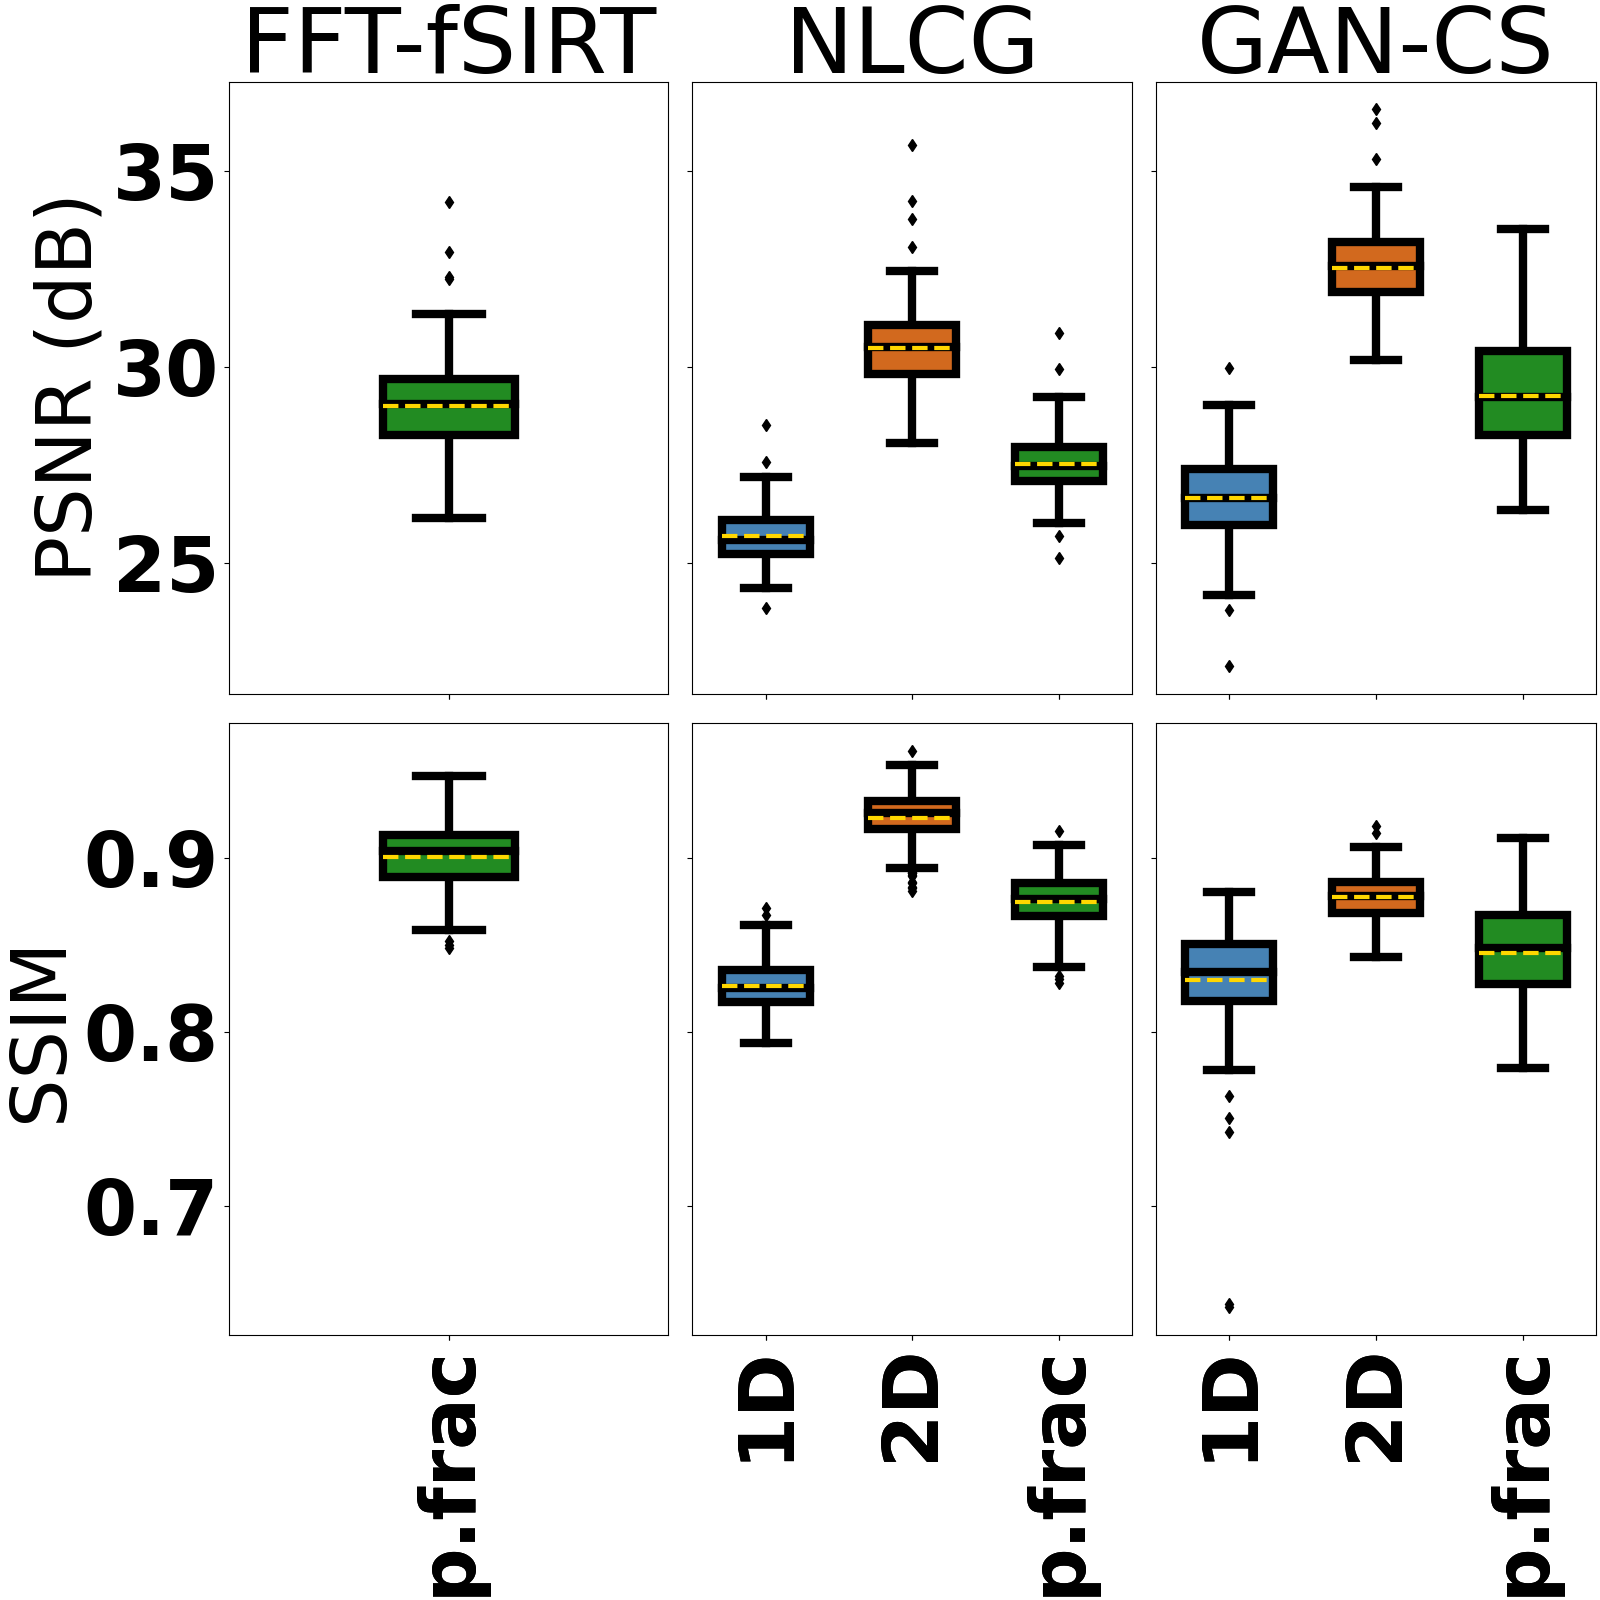 FFT-fSIRT NLCG GAN-CS
PSNR (dB)
35
30
25
SSIM
0.9
0.8
0.7
p.frac 1D 2D p.frac 1D 2D p.frac